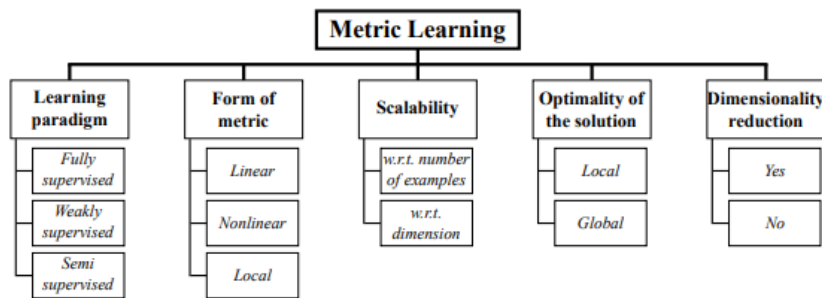 Metric Learning
Learning
paradigm
Fully
supervised
Weakly
supervised
Semi
supervised
Form of
metric
Linear
Nonlinear
Local
Scalability
w.r.t. number
of examples
w.r.t.
dimension
Optimality of
the solution
Local
Global
Dimensionality
reduction
Yes
No